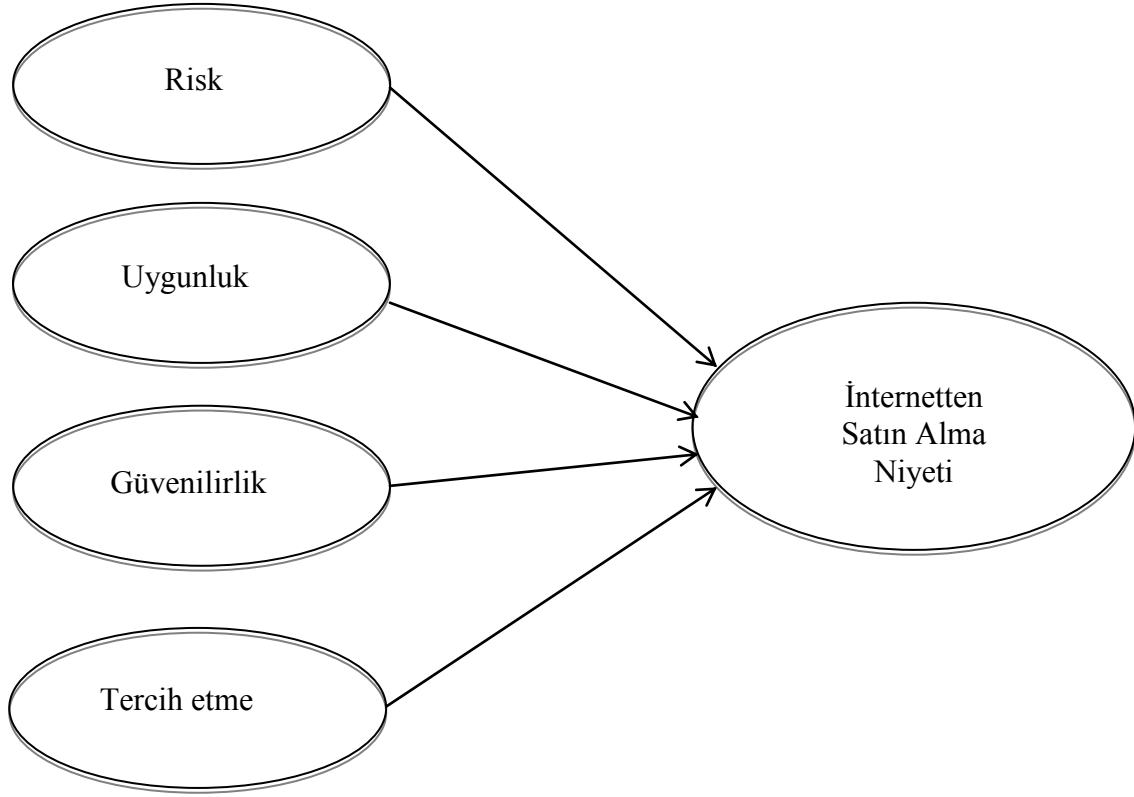 Risk
Uygunluk
Güvenilirlik
Tercih etme
İnternetten
Satın Alma
Niyeti